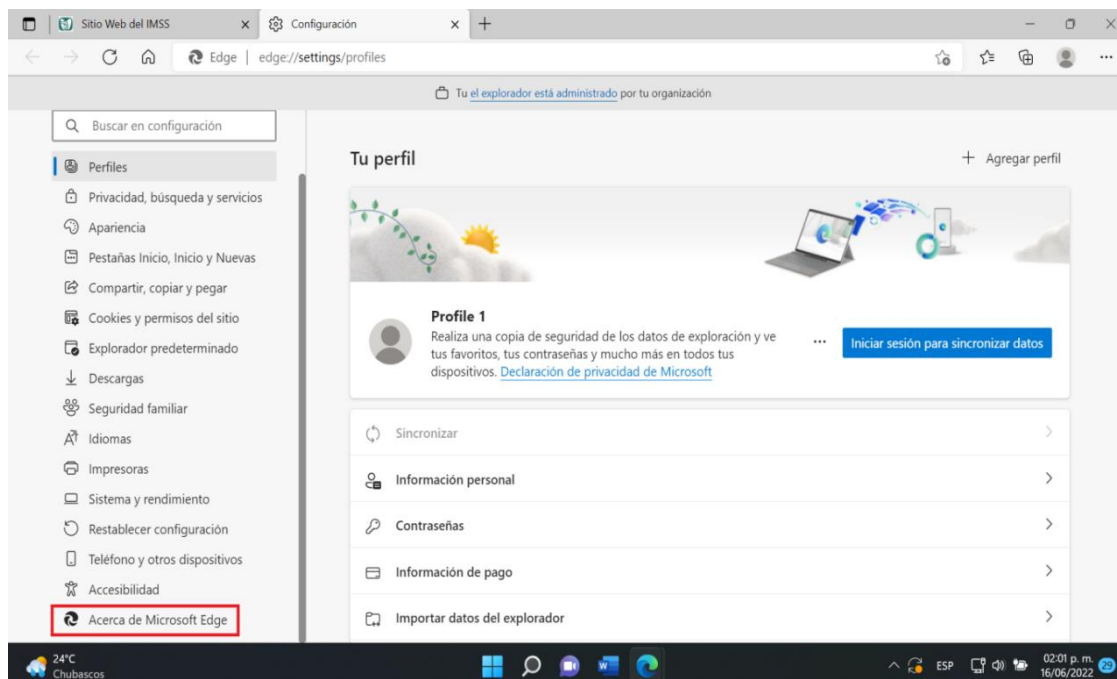 Sitio Web del IMSS
Configuración
Edge | edge://settings/profiles
Tu el explorador está administrado por tu organización
Buscar en configuración
Perfiles
Privacidad, búsqueda y servicios
Apariencia
Pestañas Inicio, Inicio y Nuevas
Compartir, copiar y pegar
Cookies y permisos del sitio
Explorador predeterminado
Descargas
Seguridad familiar
Idiomas
Impresoras
Sistema y rendimiento
Restablecer configuración
Teléfono y otros dispositivos
Accesibilidad
Acerca de Microsoft Edge
Tu perfil
Agregar perfil
Profile 1
Realiza una copia de seguridad de los datos de exploración y ve
tus favoritos, tus contraseñas y mucho más en todos tus
dispositivos. Declaración de privacidad de Microsoft
Iniciar sesión para sincronizar datos
Sincronizar
Información personal
Contraseñas
Información de pago
Importar datos del explorador
24°C
Chubascos
ESP
02:01 p. m.
16/06/2022
29